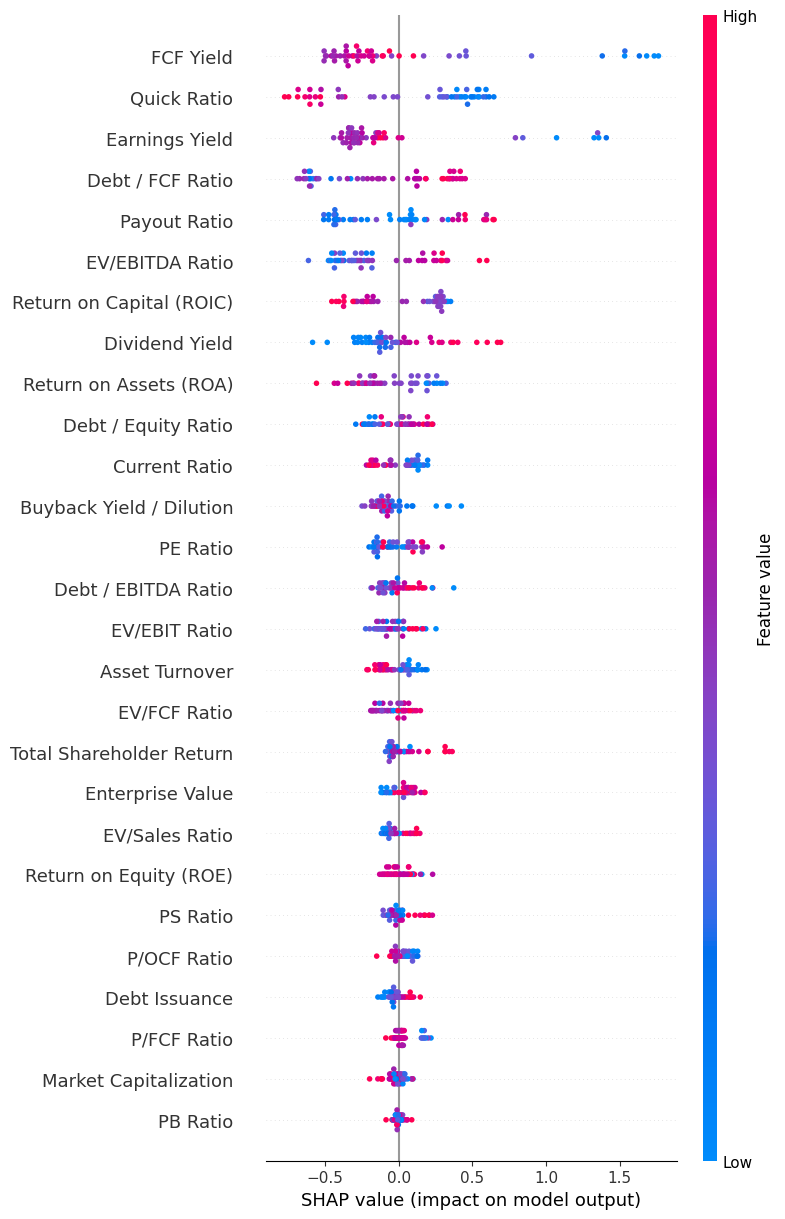 High
FCF Yield
Quick Ratio
Earnings Yield
Debt / FCF Ratio
Payout Ratio
EV/EBITDA Ratio
Return on Capital (ROIC)
Dividend Yield
Return on Assets (ROA)
Debt / Equity Ratio
Current Ratio
Buyback Yield / Dilution
PE Ratio
Debt / EBITDA Ratio
EV/EBIT Ratio
Asset Turnover
EV/FCF Ratio
Total Shareholder Return
Enterprise Value
EV/Sales Ratio
Return on Equity (ROE)
PS Ratio
P/OCF Ratio
Debt Issuance
P/FCF Ratio
Market Capitalization
PB Ratio
Feature value
Low
−0.5 0.0 0.5 1.0 1.5
SHAP value (impact on model output)